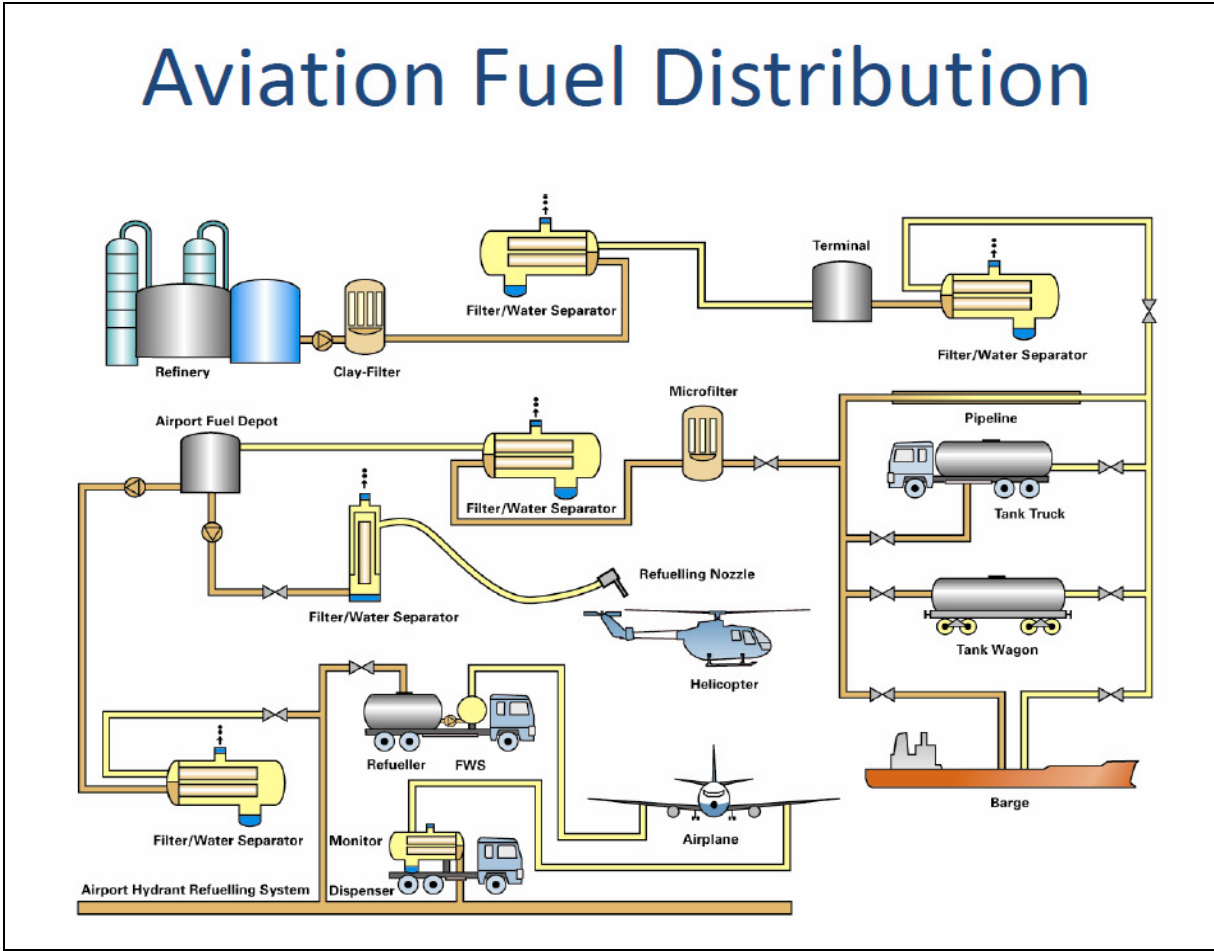 Aviation Fuel Distribution
Refinery
Clay-Filter
Filter/Water Separator
Terminal
Filter/Water Separator
Airport Fuel Depot
Filter/Water Separator
Microfilter
Pipeline
Tank Truck
Filter/Water Separator
Refuelling Nozzle
Helicopter
Tank Wagon
Refueller
FWS
Barge
Filter/Water Separator
Monitor
Airplane
Airport Hydrant Refuelling System
Dispenser